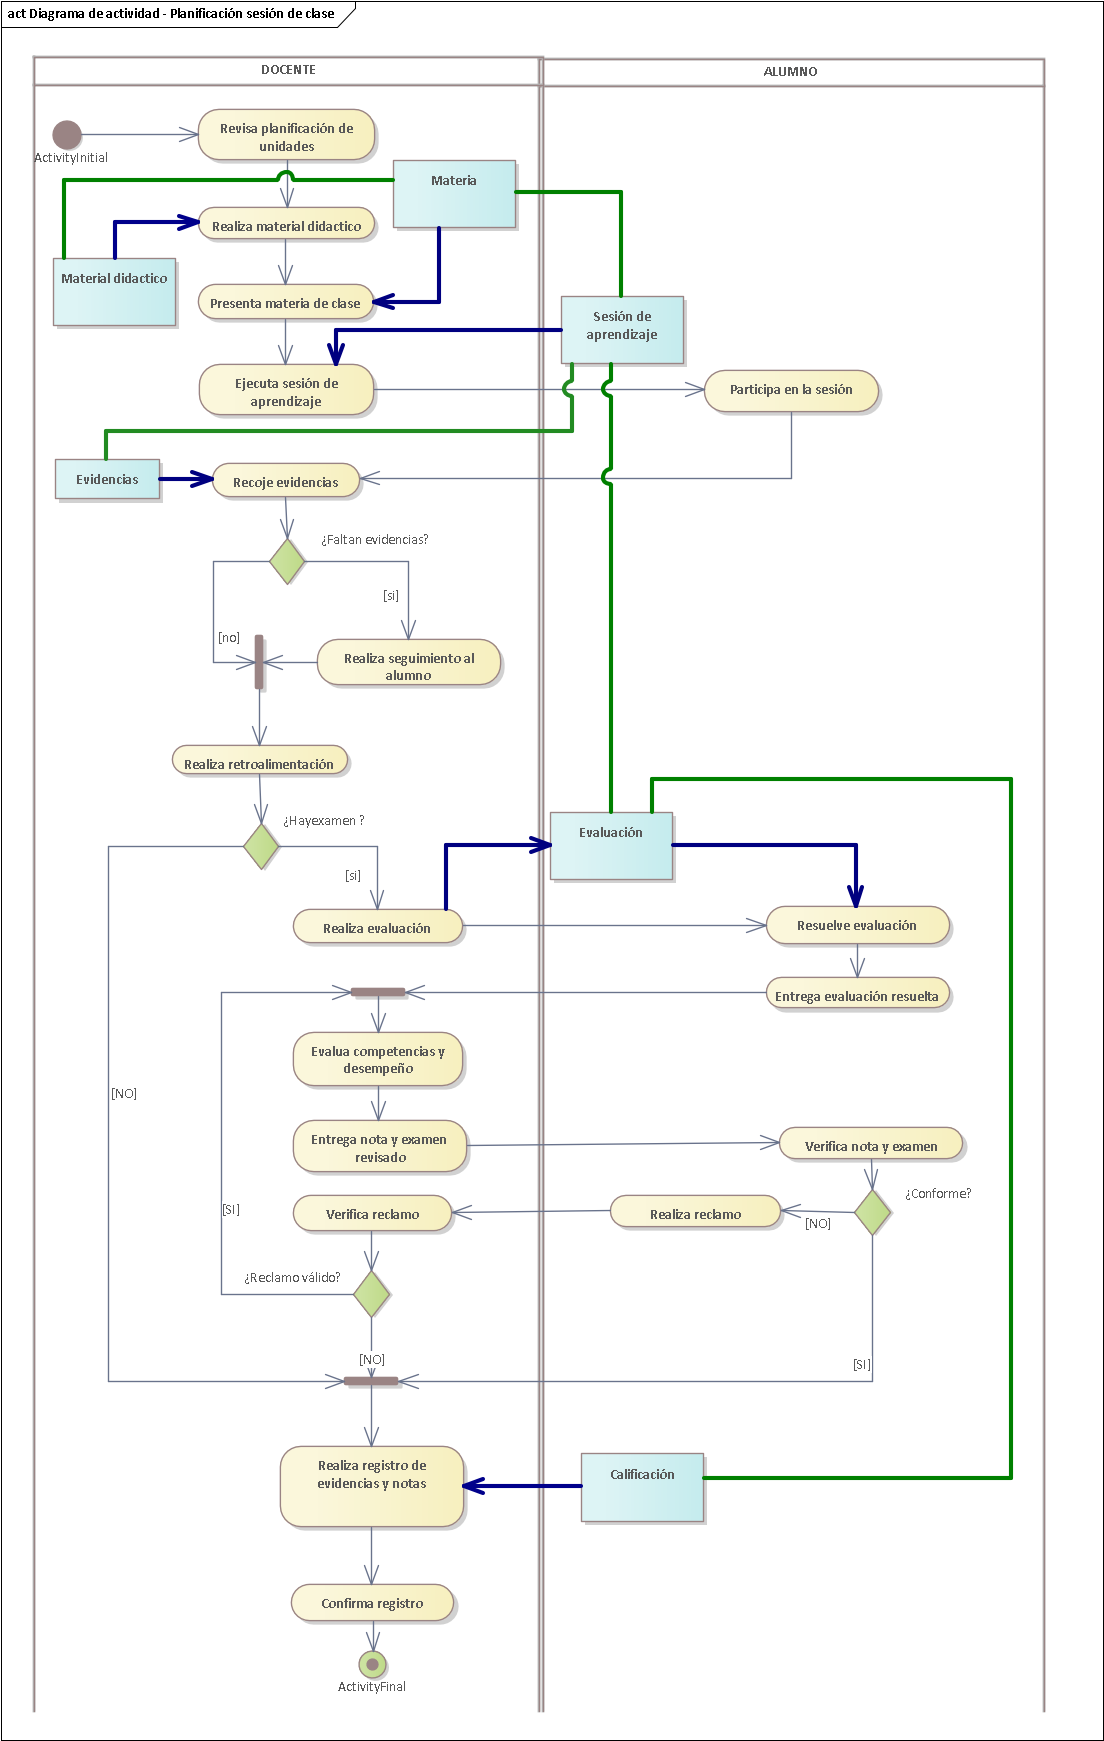 act Diagrama de actividad - Planificación sesión de clase
DOCENTE
ALUMNO
Revisa planificación de
unidades
ActivityInitial
Materia
Realiza material didactico
Material didactico
Presenta materia de clase
Sesión de
aprendizaje
Ejecuta sesión de
aprendizaje
Participa en la sesión
Evidencias
Recoje evidencias
¿Faltan evidencias?
[si]
[no]
Realiza seguimiento al
alumno
Realiza retroalimentación
¿Hayexamen ?
Evaluación
[si]
Realiza evaluación
Resuelve evaluación
Entrega evaluación resuelta
Evalua competencias y
desempeño
[NO]
Entrega nota y examen
revisado
Verifica nota y examen
¿Conforme?
[SI]
Verifica reclamo
Realiza reclamo
[NO]
¿Reclamo válido?
[NO]
[SI]
Realiza registro de
evidencias y notas
Calificación
Confirma registro
ActivityFinal